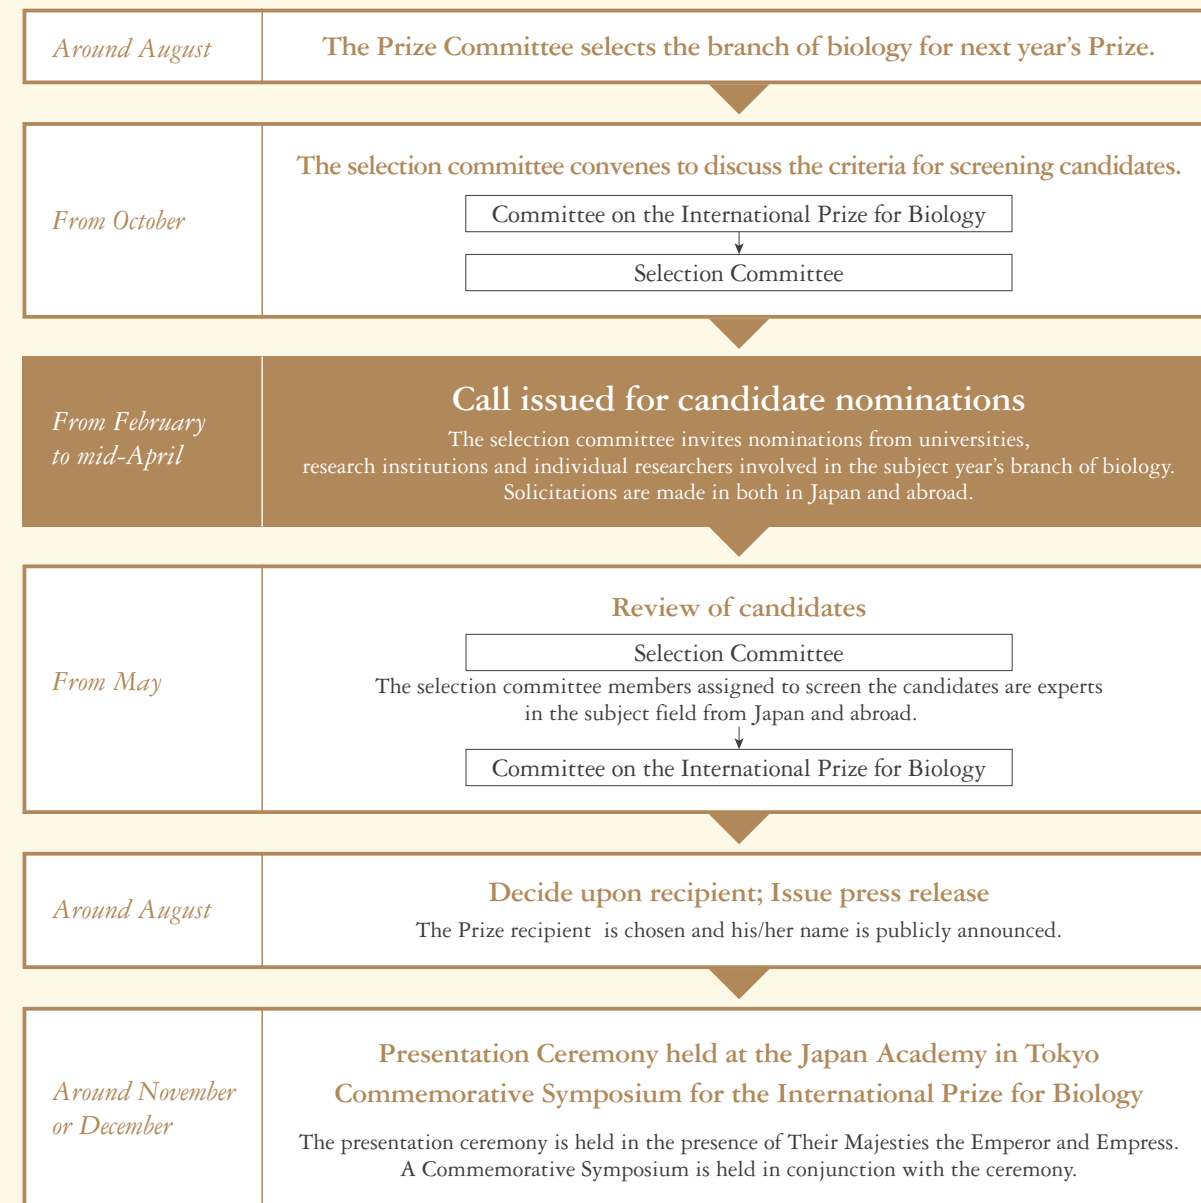 Around August
The Prize Committee selects the branch of biology for next year's Prize.
From October
The selection committee convenes to discuss the criteria for screening candidates.
Committee on the International Prize for Biology
Selection Committee
From February
to mid-April
Call issued for candidate nominations
The selection committee invites nominations from universities,
research institutions and individual researchers involved in the subject year's branch of biology.
Solicitations are made in both in Japan and abroad.
From May
Review of candidates
Selection Committee
The selection committee members assigned to screen the candidates are experts
in the subject field from Japan and abroad.
Committee on the International Prize for Biology
Around August
Decide upon recipient; Issue press release
The Prize recipient is chosen and his/her name is publicly announced.
Around November
or December
Presentation Ceremony held at the Japan Academy in Tokyo
Commemorative Symposium for the International Prize for Biology
The presentation ceremony is held in the presence of Their Majesties the Emperor and Empress.
A Commemorative Symposium is held in conjunction with the ceremony.